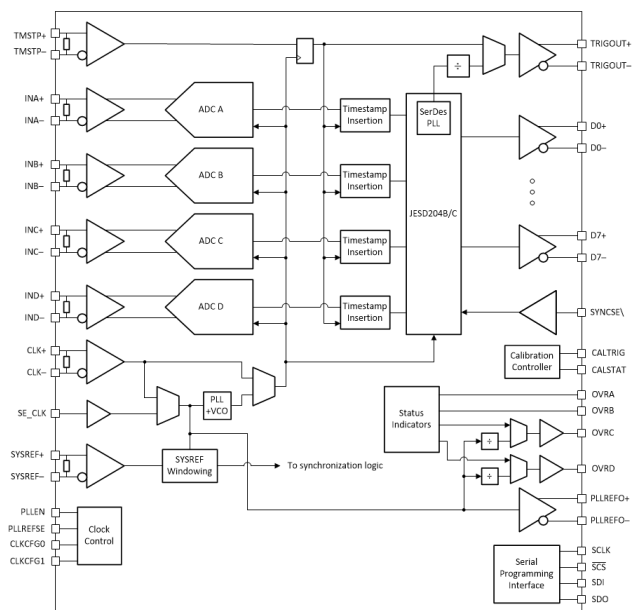 TMSTP+
TMSTP–
INA+
INA–
ADC A
Timestamp
Insertion
INB+
INB–
ADC B
Timestamp
Insertion
INC+
INC–
ADC C
Timestamp
Insertion
IND+
IND–
ADC D
Timestamp
Insertion
CLK+
CLK–
SE_CLK
PLL
+VCO
SYSREF+
SYSREF–
SYSREF
Windowing
To synchronization logic
PLLEN
PLLREFSE
CLKCFG0
CLKCFG1
Clock
Control
÷
SerDes
PLL
JESD204B/C
TRIGOUT+
TRIGOUT–
D0+
D0–
D7+
D7–
SYNCSE\
Calibration
Controller
CALTRIG
CALSTAT
Status
Indicators
OVRA
OVRB
OVRC
÷
OVRD
÷
PLLREFO+
PLLREFO–
Serial
Programming
Interface
SCLK
SCS
SDI
SDO